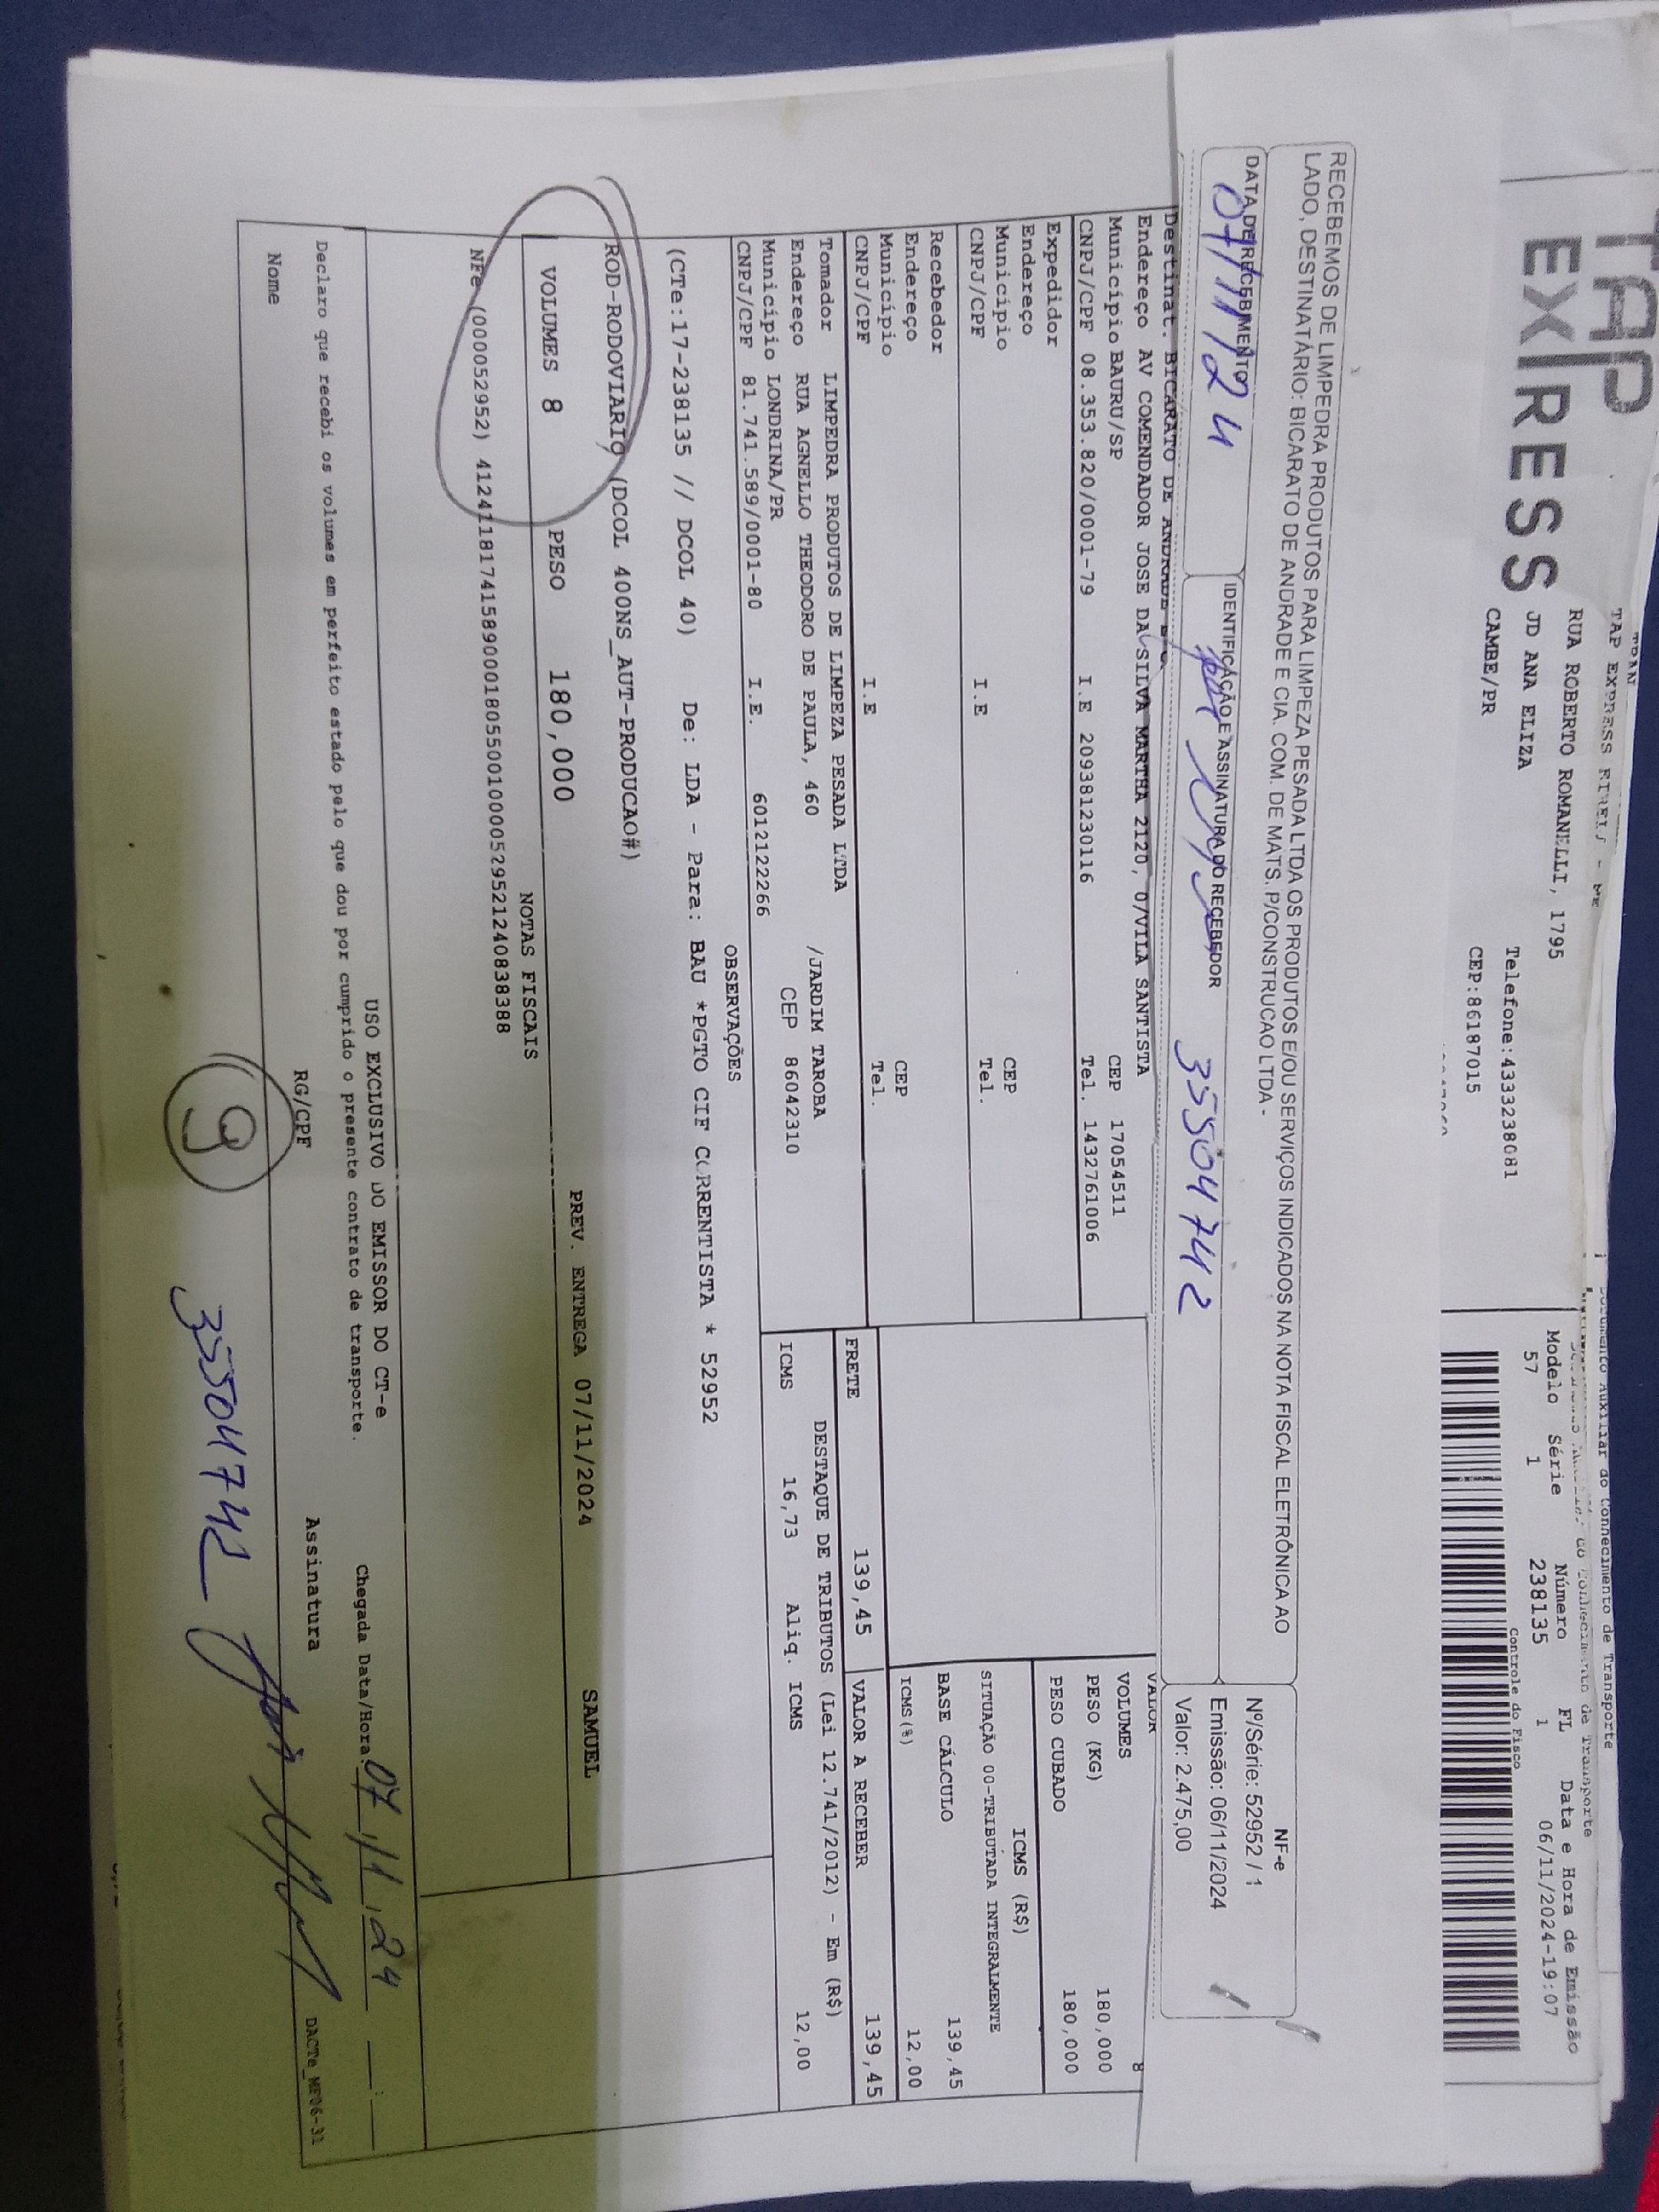 TAP
EXPRESS
TAP EXPRESS EIRELI - ME
RUA ROBERTO ROMANELLI, 1795
JD ANA ELIZA
CAMBE/PR
Telefone:4333238081
CEP:86187015
Documento Auxiliar do Conhecimento de Transporte
Modelo Série Número FL Data e Hora de Emissão
57 1 238135 1 06/11/2024-19:07
Controle do Fisco
RECEBEMOS DE LIMPEDRA PRODUTOS PARA LIMPEZA PESADA LTDA OS PRODUTOS E/OU SERVIÇOS INDICADOS NA NOTA FISCAL ELETRÔNICA AO
LADO, DESTINATÁRIO: BICARATO DE ANDRADE E CIA. COM. DE MATS. P/CONSTRUCAO LTDA -
NF-e
Nº/Série: 52952 / 1
Emissão: 06/11/2024
Valor: 2.475,00
DATA DE RECEBIMENTO
07/11/24
IDENTIFICAÇÃO E ASSINATURA DO RECEBEDOR
35504742
Destinat. BICARATO DE ANDRADE
Endereço AV COMENDADOR JOSE DA SILVA MARTHA 2120, 0/VILA SANTISTA
Município BAURU/SP CEP 17054511
CNPJ/CPF 08.353.820/0001-79 I.E 209381230116 Tel. 1432761006
Expedidor
Endereço
Município CEP
CNPJ/CPF I.E Tel.
Recebedor
Endereço
Município CEP
CNPJ/CPF I.E Tel.
VALOR
VOLUMES 8
PESO (KG) 180,000
PESO CUBADO 180,000
ICMS (R$)
SITUAÇÃO 00-TRIBUTADA INTEGRALMENTE
BASE CÁLCULO 139,45
ICMS(%) 12,00
FRETE 139,45 VALOR A RECEBER 139,45
Tomador LIMPEDRA PRODUTOS DE LIMPEZA PESADA LTDA
Endereço RUA AGNELLO THEODORO DE PAULA, 460 /JARDIM TAROBA
Município LONDRINA/PR CEP 86042310
CNPJ/CPF 81.741.589/0001-80 I.E. 6012122266
DESTAQUE DE TRIBUTOS (Lei 12.741/2012) - Em (R$)
ICMS 16,73 Aliq. ICMS 12,00
OBSERVAÇÕES
(CTe:17-238135 // DCOL 40) De: LDA - Para: BAU *PGTO CIF CORRENTISTA * 52952
ROD-RODOVIARIO (DCOL 400NS_AUT-PRODUCAO#)
PREV. ENTREGA 07/11/2024 SAMUEL
VOLUMES 8 PESO 180,000
NOTAS FISCAIS
NFe (000052952) 41241181741589000180550010000529521240838388
USO EXCLUSIVO DO EMISSOR DO CT-e
Declaro que recebi os volumes em perfeito estado pelo que dou por cumprido o presente contrato de transporte.
Chegada Data/Hora: 07/11/24 __:__
Nome RG/CPF Assinatura
9 35504742
DACTe_MF06-31